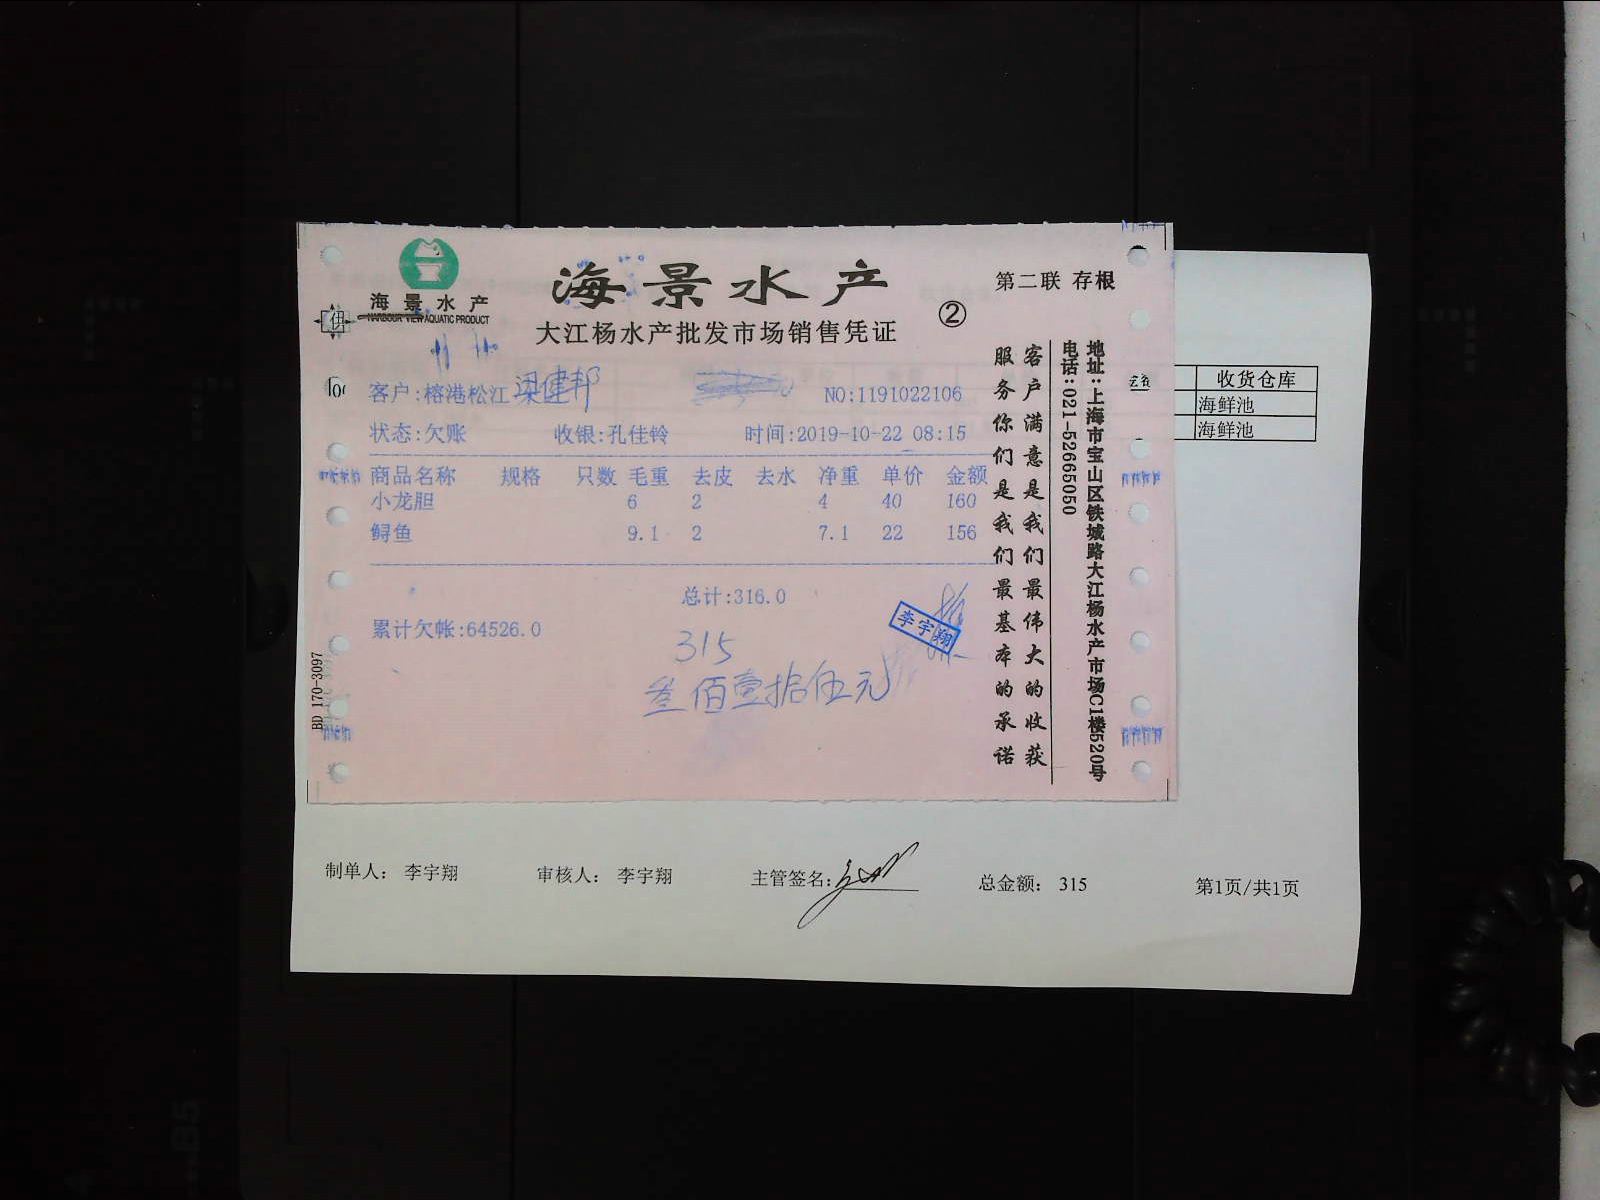 海景水产
HARBOUR VIEW AQUATIC PRODUCT
海景水产
大江杨水产批发市场销售凭证
②
第二联 存根
客户:榕港松江 梁健邦
NO:1191022106
状态:欠账 收银:孔佳铃 时间:2019-10-22 08:15
商品名称 规格 只数 毛重 去皮 去水 净重 单价 金额
小龙胆 6 2 4 40 160
鲟鱼 9.1 2 7.1 22 156
总计:316.0
累计欠帐:64526.0
315
叁佰壹拾伍元
李宇翔
客户满意是我们最伟大的收获
服务你们是我们最基本的承诺
地址:上海市宝山区铁城路大江杨水产市场C1楼520号
电话:021-52665050
BD 170-3097
收货仓库
海鲜池
海鲜池
制单人: 李宇翔 审核人: 李宇翔 主管签名: 总金额: 315 第1页/共1页
B5